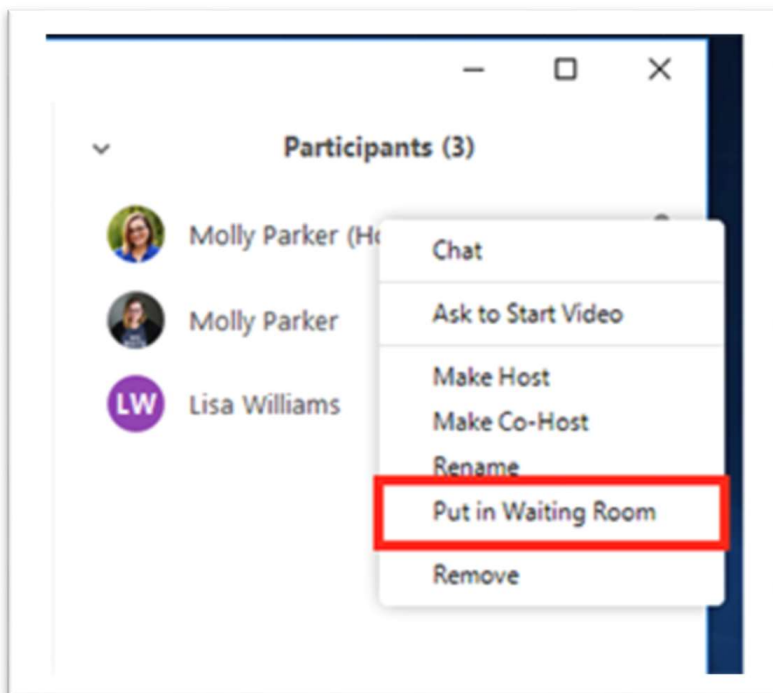 Participants (3)
Molly Parker (Ho
Molly Parker
LW Lisa Williams
Chat
Ask to Start Video
Make Host
Make Co-Host
Rename
Put in Waiting Room
Remove